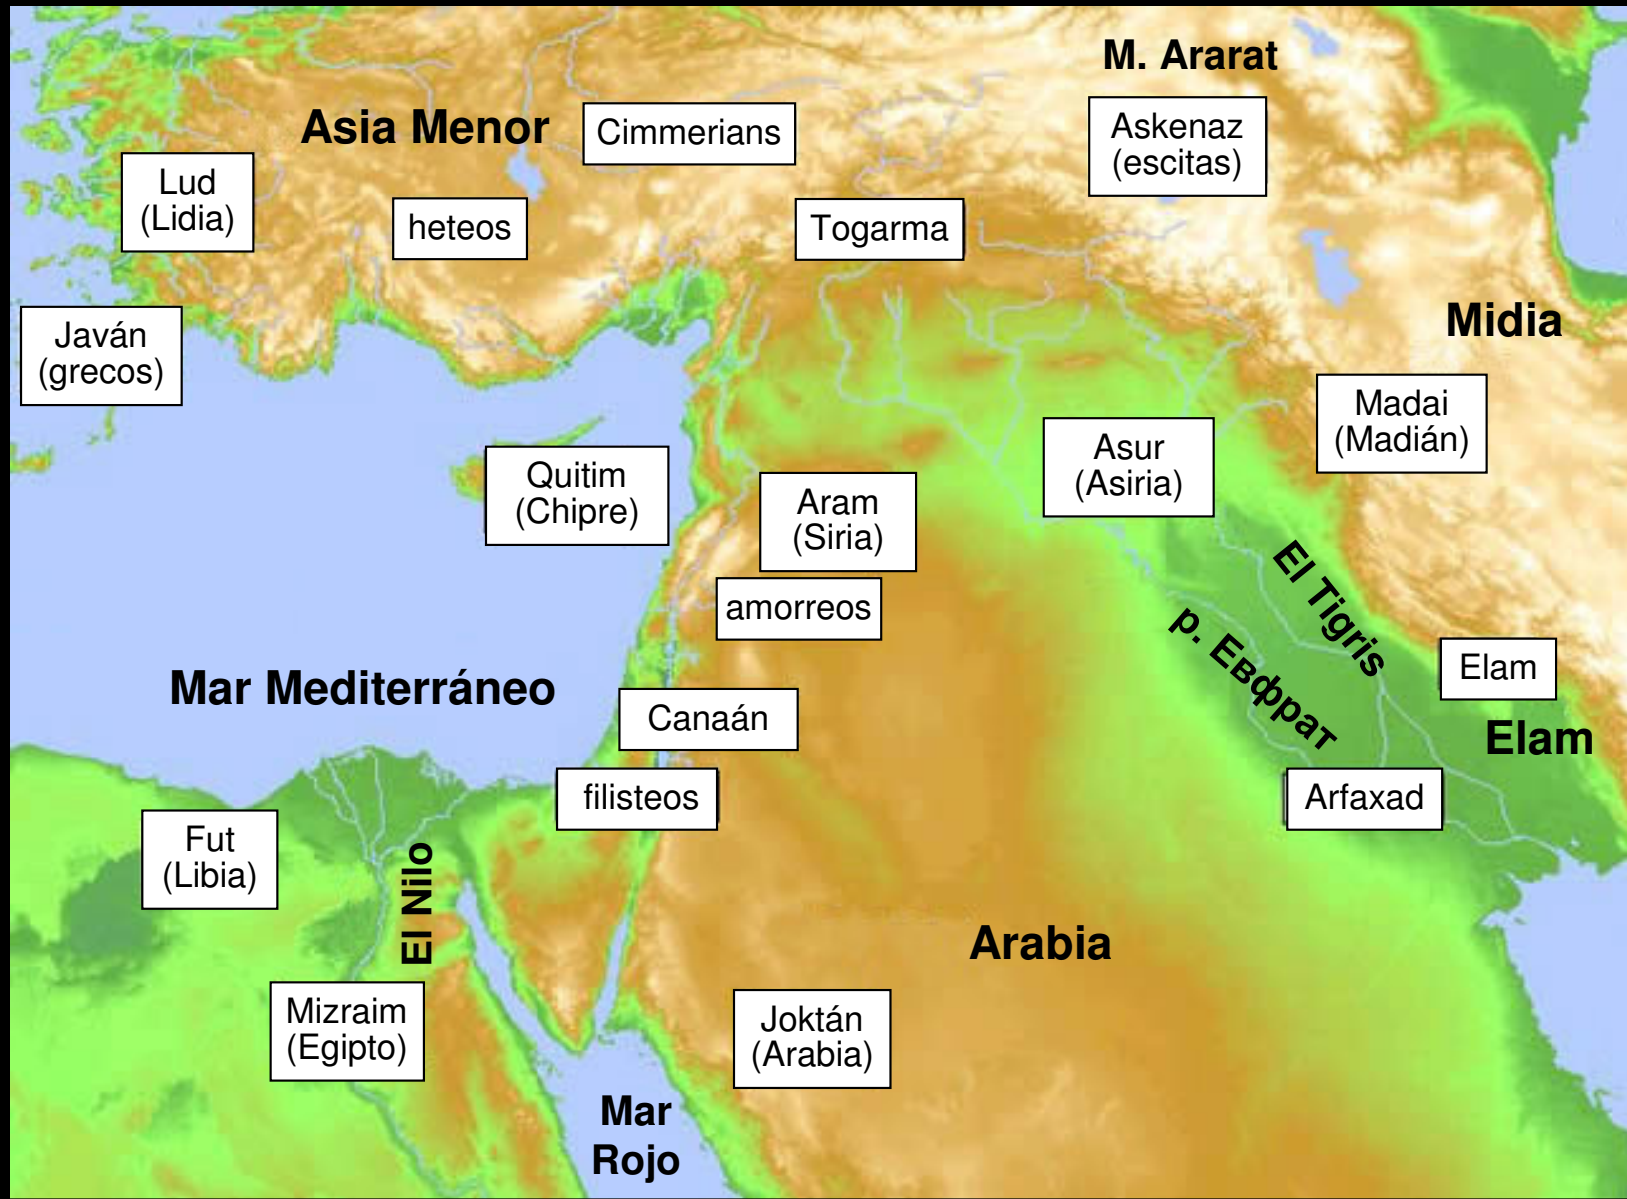 M. Ararat
Asia Menor
Cimmerians
Askenaz
(escitas)
Lud
(Lidia)
heteos
Togarma
Javán
(grecos)
Midia
Madai
(Madián)
Asur
(Asiria)
Quitim
(Chipre)
Aram
(Siria)
amorreos
El Tigris
р. Евфрат
Elam
Elam
Mar Mediterráneo
Canaán
filisteos
Arfaxad
Fut
(Libia)
El Nilo
Arabia
Mizraim
(Egipto)
Joktán
(Arabia)
Mar
Rojo